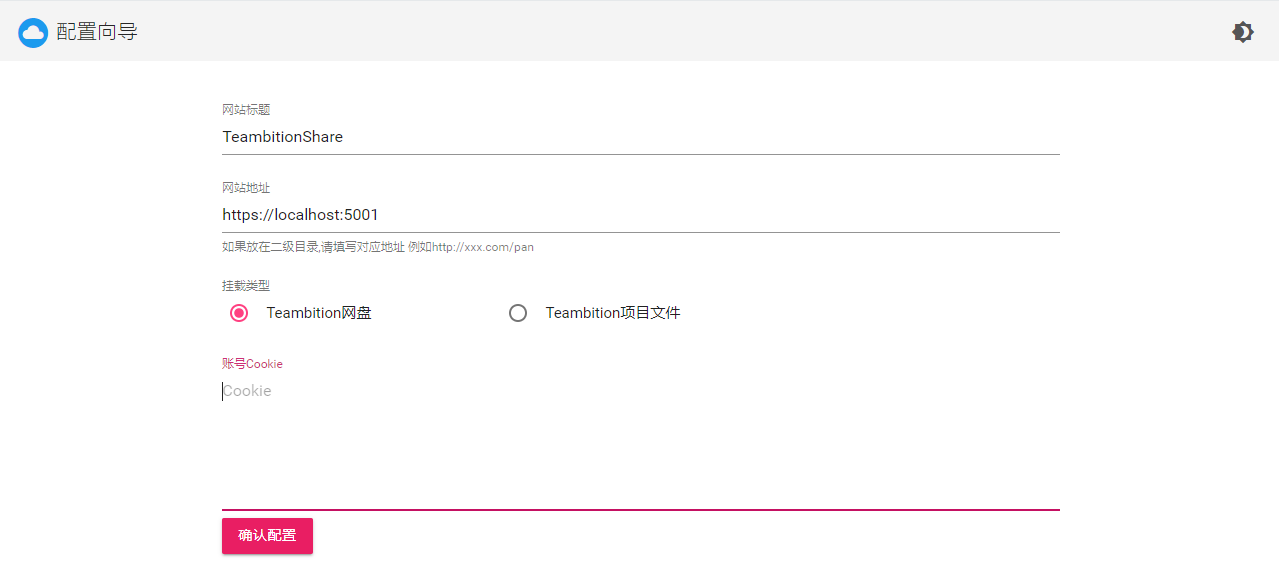 配置向导
网站标题
TeambitionShare
网站地址
https://localhost:5001
如果放在二级目录,请填写对应地址 例如http://xxx.com/pan
挂载类型
Teambition网盘 Teambition项目文件
账号Cookie
Cookie
确认配置